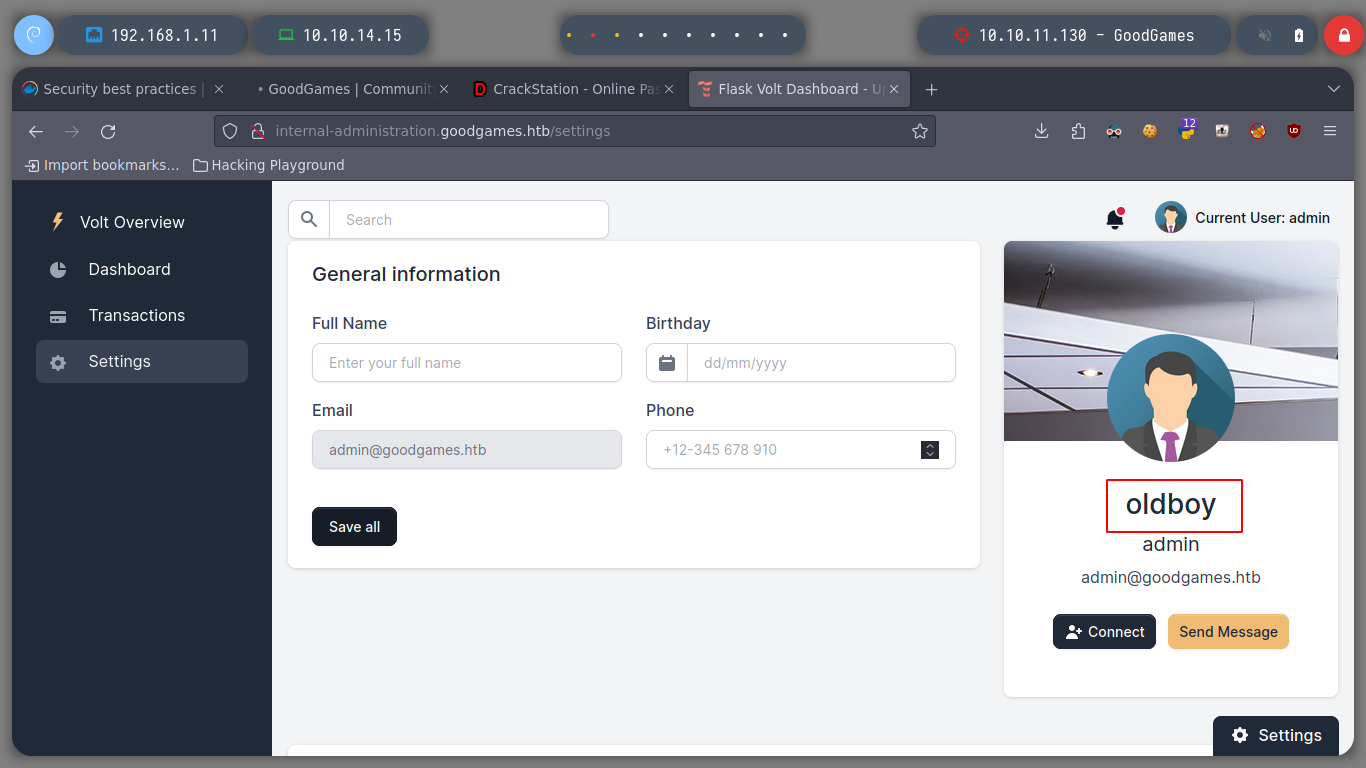 192.168.1.11
10.10.14.15
10.10.11.130 - GoodGames
Security best practices |
GoodGames | Communit
CrackStation - Online Pas
Flask Volt Dashboard - Up
internal-administration.goodgames.htb/settings
12
Import bookmarks...
Hacking Playground
Volt Overview
Dashboard
Transactions
Settings
Search
Current User: admin
General information
Full Name
Birthday
Enter your full name
dd/mm/yyyy
Email
Phone
admin@goodgames.htb
+12-345 678 910
Save all
oldboy
admin
admin@goodgames.htb
Connect
Send Message
Settings